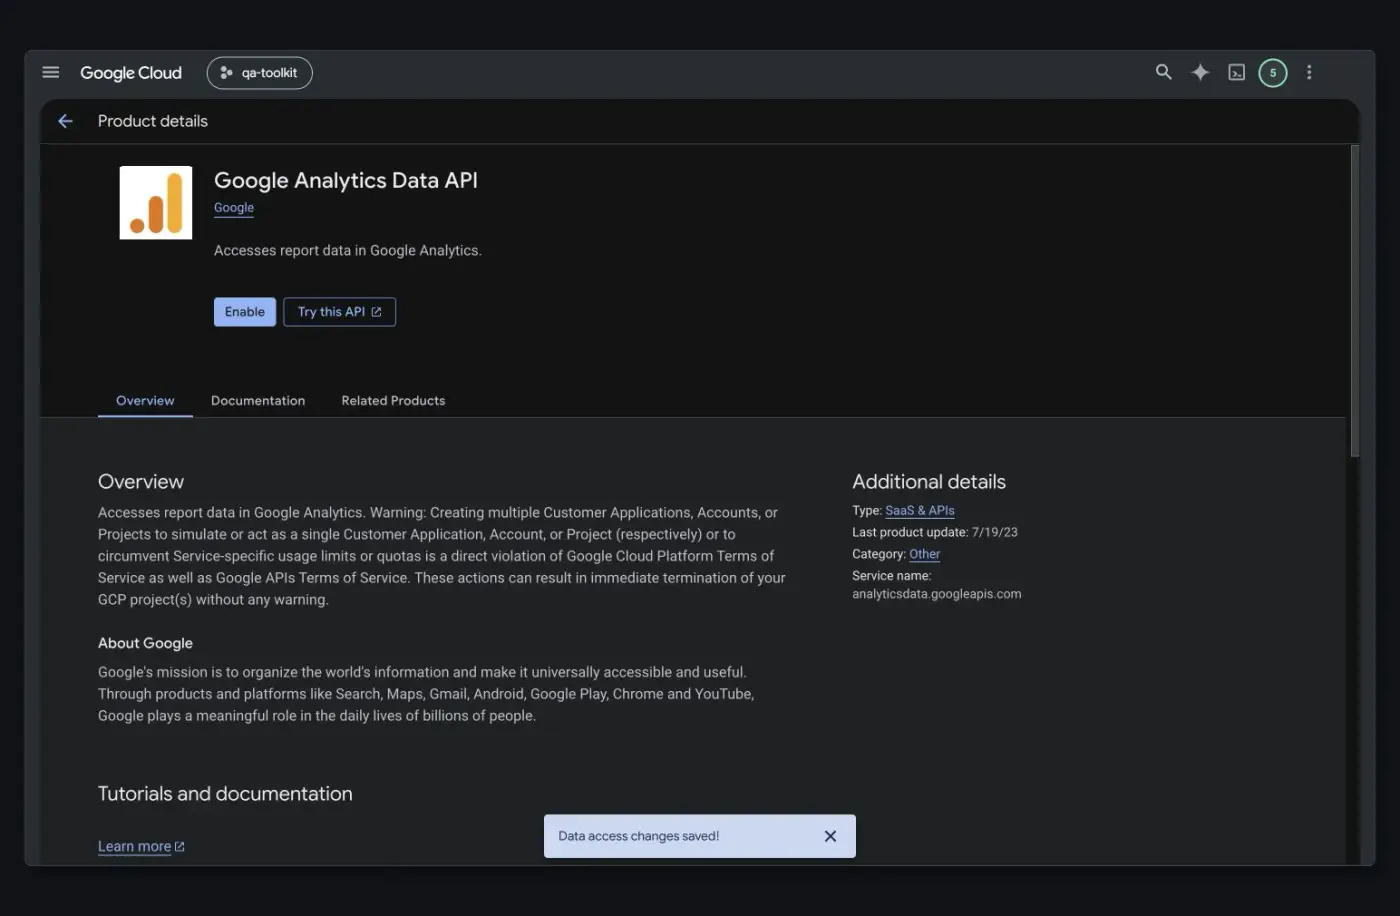 Google Cloud
qa-toolkit
5
Product details
Google Analytics Data API
Google
Accesses report data in Google Analytics.
Enable
Try this API
Overview
Documentation
Related Products
Overview
Accesses report data in Google Analytics. Warning: Creating multiple Customer Applications, Accounts, or
Projects to simulate or act as a single Customer Application, Account, or Project (respectively) or to
circumvent Service-specific usage limits or quotas is a direct violation of Google Cloud Platform Terms of
Service as well as Google APIs Terms of Service. These actions can result in immediate termination of your
GCP project(s) without any warning.
About Google
Google's mission is to organize the world's information and make it universally accessible and useful.
Through products and platforms like Search, Maps, Gmail, Android, Google Play, Chrome and YouTube,
Google plays a meaningful role in the daily lives of billions of people.
Additional details
Type: SaaS & APIs
Last product update: 7/19/23
Category: Other
Service name:
analyticsdata.googleapis.com
Tutorials and documentation
Learn more
Data access changes saved!